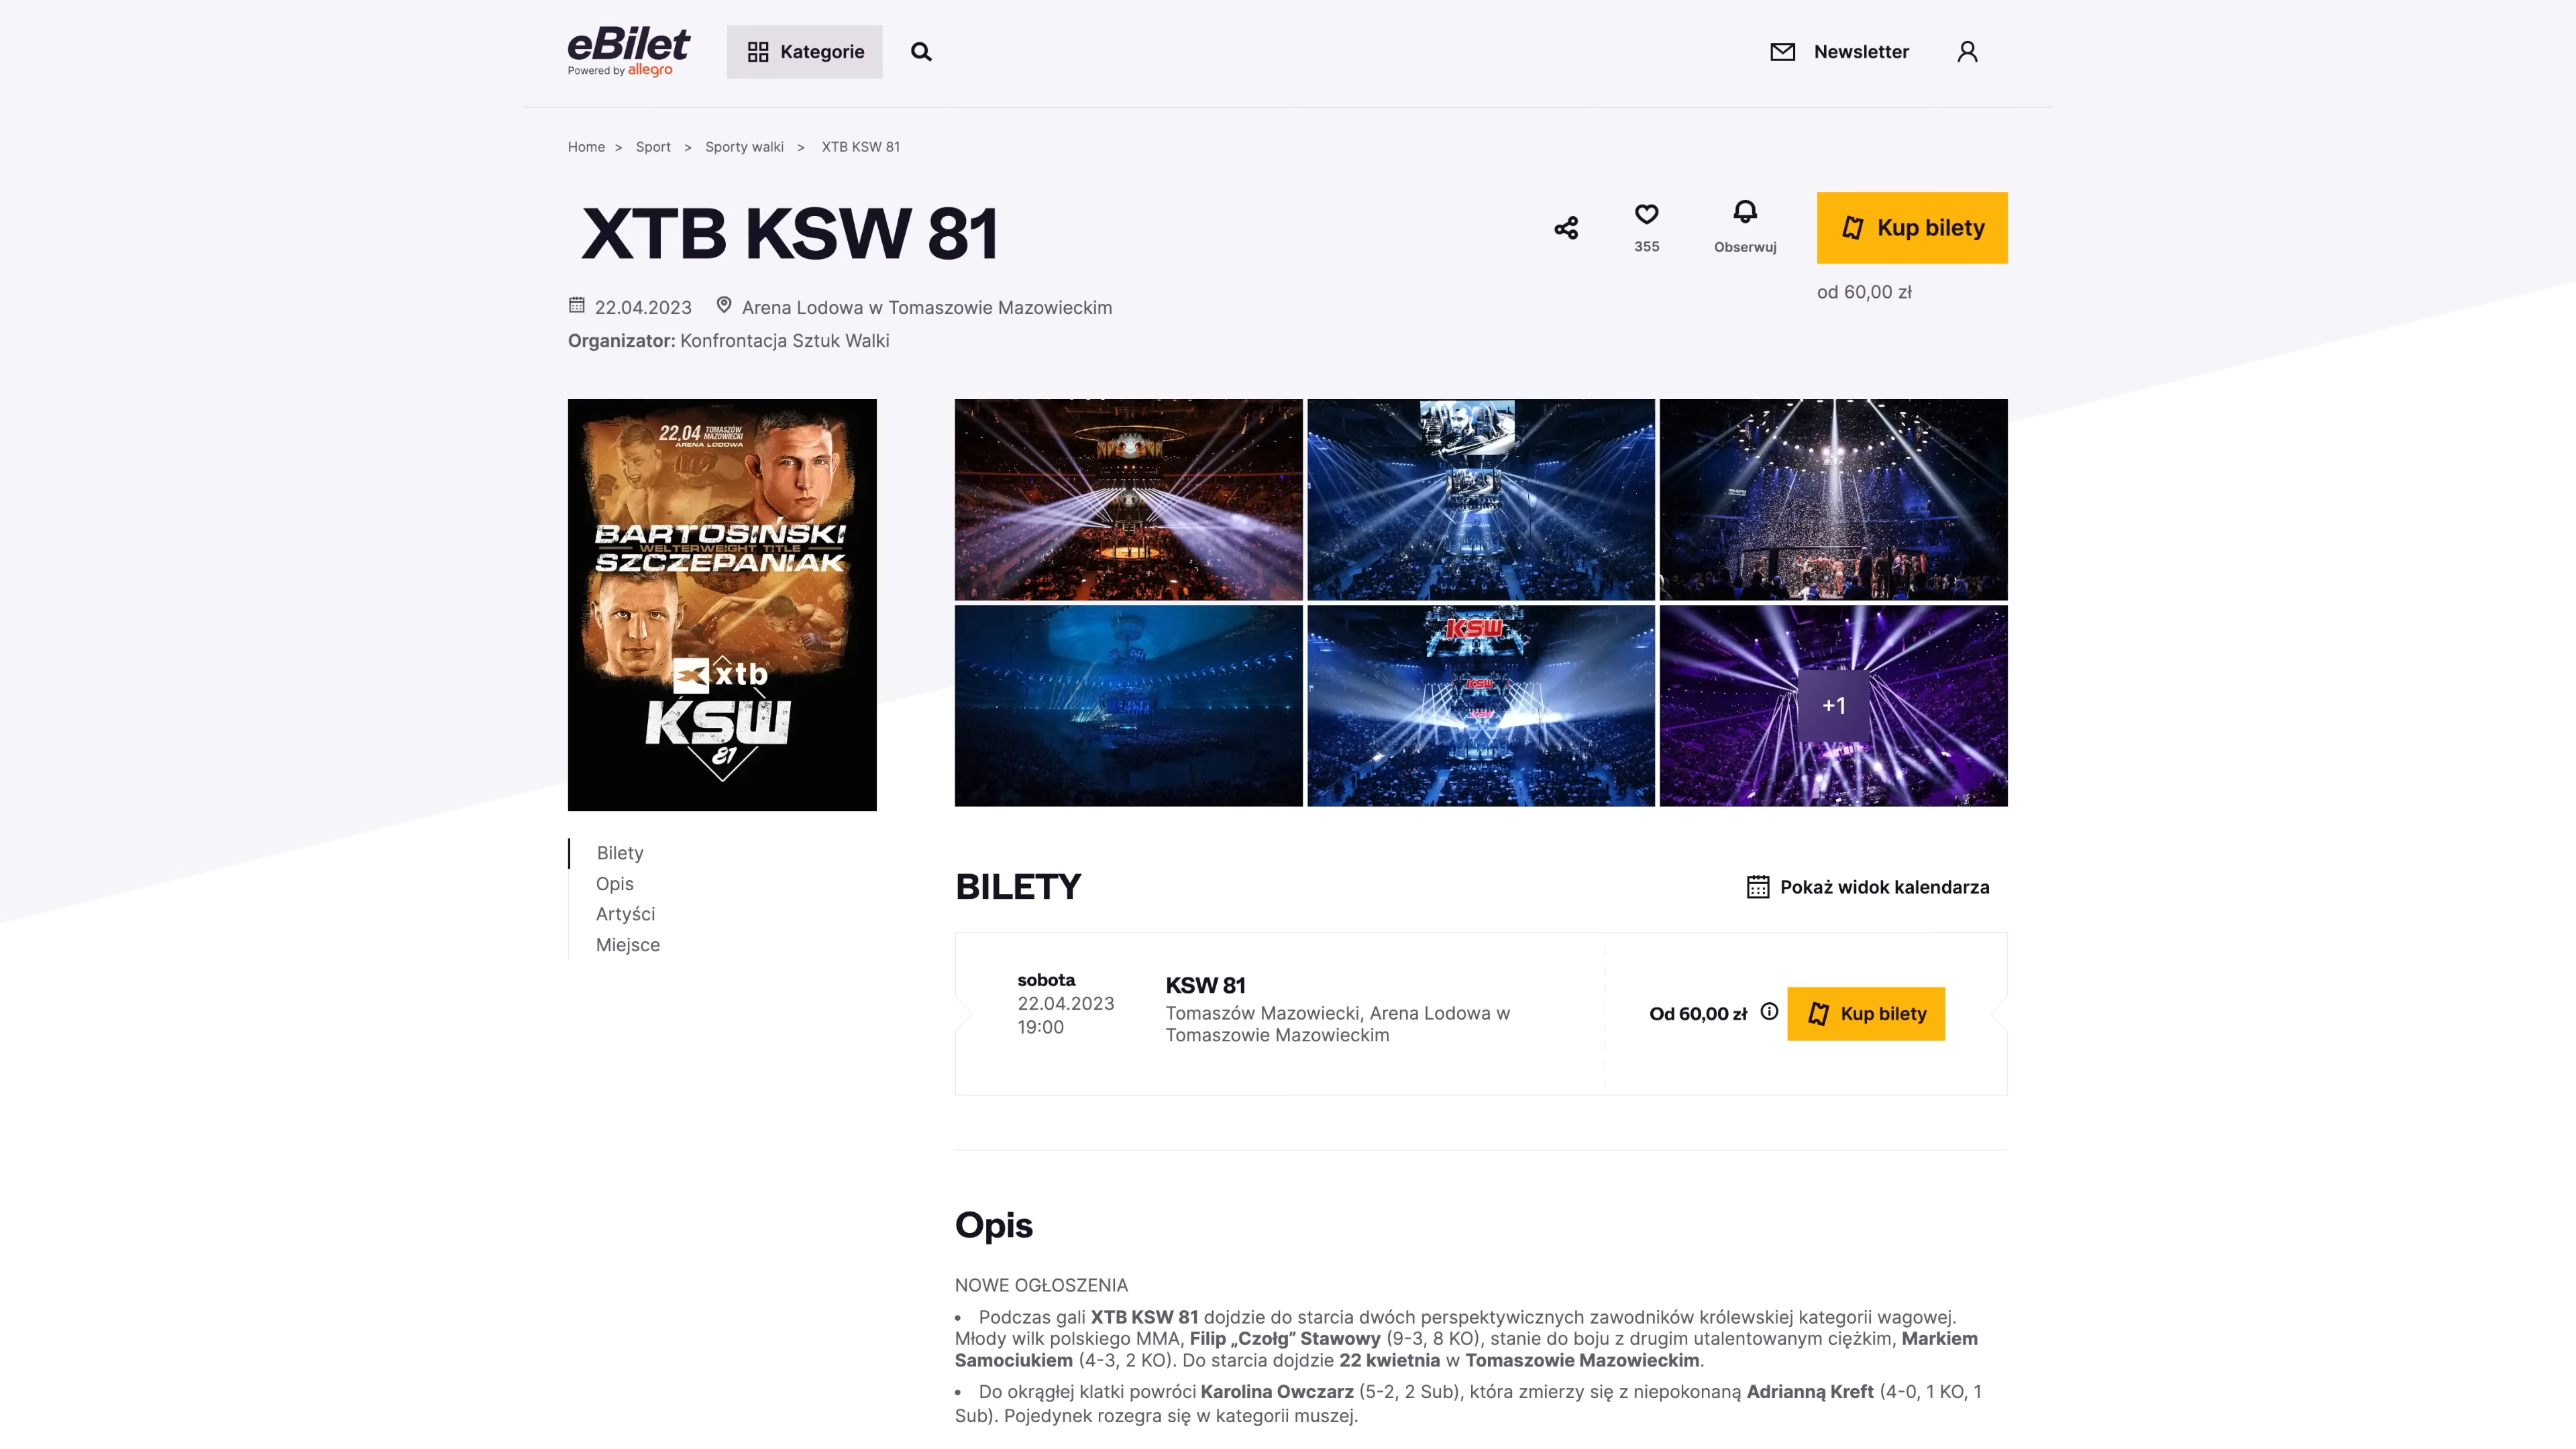 eBilet
Powered by allegro
Kategorie
Newsletter
Home > Sport > Sporty walki > XTB KSW 81
XTB KSW 81
355
Obserwuj
Kup bilety
od 60,00 zł
22.04.2023 Arena Lodowa w Tomaszowie Mazowieckim
Organizator: Konfrontacja Sztuk Walki
22.04 TOMASZÓW
MAZOWIECKI
ARENA LODOWA
BARTOSIŃSKI
WELTERWEIGHT TITLE
SZCZEPANIAK
xtb
KSW
81
KSW
KSW
+1
Bilety
Opis
Artyści
Miejsce
BILETY
Pokaż widok kalendarza
sobota
22.04.2023
19:00
KSW 81
Tomaszów Mazowiecki, Arena Lodowa w
Tomaszowie Mazowieckim
Od 60,00 zł
Kup bilety
Opis
NOWE OGŁOSZENIA
• Podczas gali XTB KSW 81 dojdzie do starcia dwóch perspektywicznych zawodników królewskiej kategorii wagowej.
Młody wilk polskiego MMA, Filip „Czołg” Stawowy (9-3, 8 KO), stanie do boju z drugim utalentowanym ciężkim, Markiem
Samociukiem (4-3, 2 KO). Do starcia dojdzie 22 kwietnia w Tomaszowie Mazowieckim.
• Do okrągłej klatki powróci Karolina Owczarz (5-2, 2 Sub), która zmierzy się z niepokonaną Adrianną Kreft (4-0, 1 KO, 1
Sub). Pojedynek rozegra się w kategorii muszej.